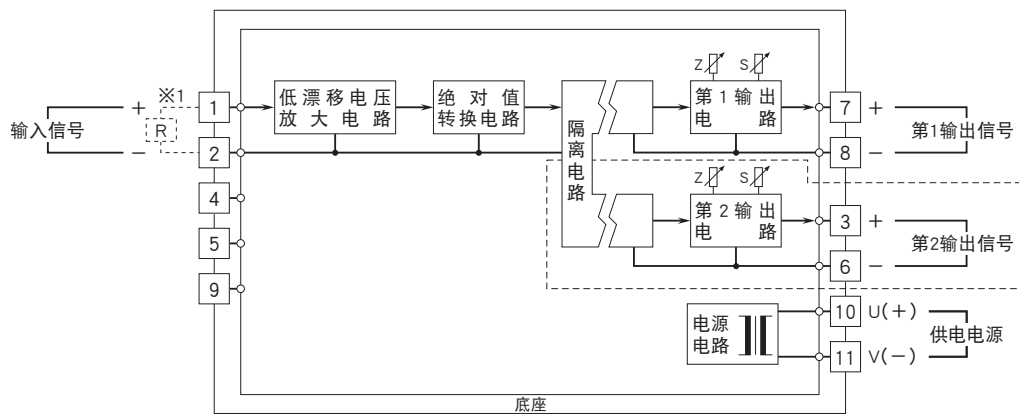 ※1
+
输入信号
R
−
1
2
4
5
9
低漂移电压
放大电路
绝对值
转换电路
隔离电路
Z
S
第1输出
电路
7
+
第1输出信号
8
−
Z
S
第2输出
电路
3
+
第2输出信号
6
−
电源
电路
10
U(+)
供电电源
11
V(−)
底座